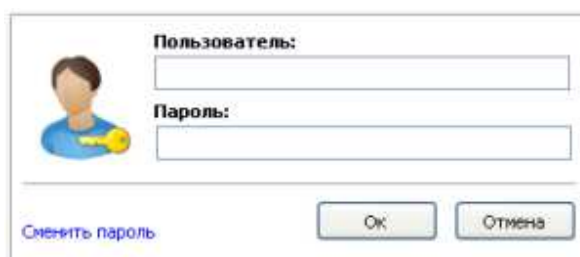 Пользователь:
Пароль:
Сменить пароль
Ок
Отмена